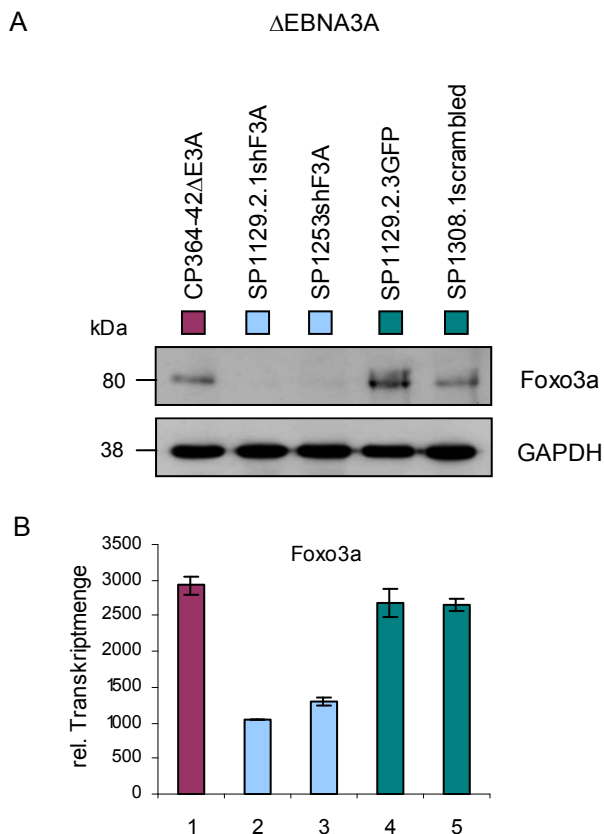 A
ΔEBNA3A
CP364-42ΔE3A
SP1129.2.1shF3A
SP1253shF3A
SP1129.2.3GFP
SP1308.1scrambled
kDa
80
Foxo3a
38
GAPDH
B
Foxo3a
rel. Transkriptmenge
3500
3000
2500
2000
1500
1000
500
0
1 2 3 4 5